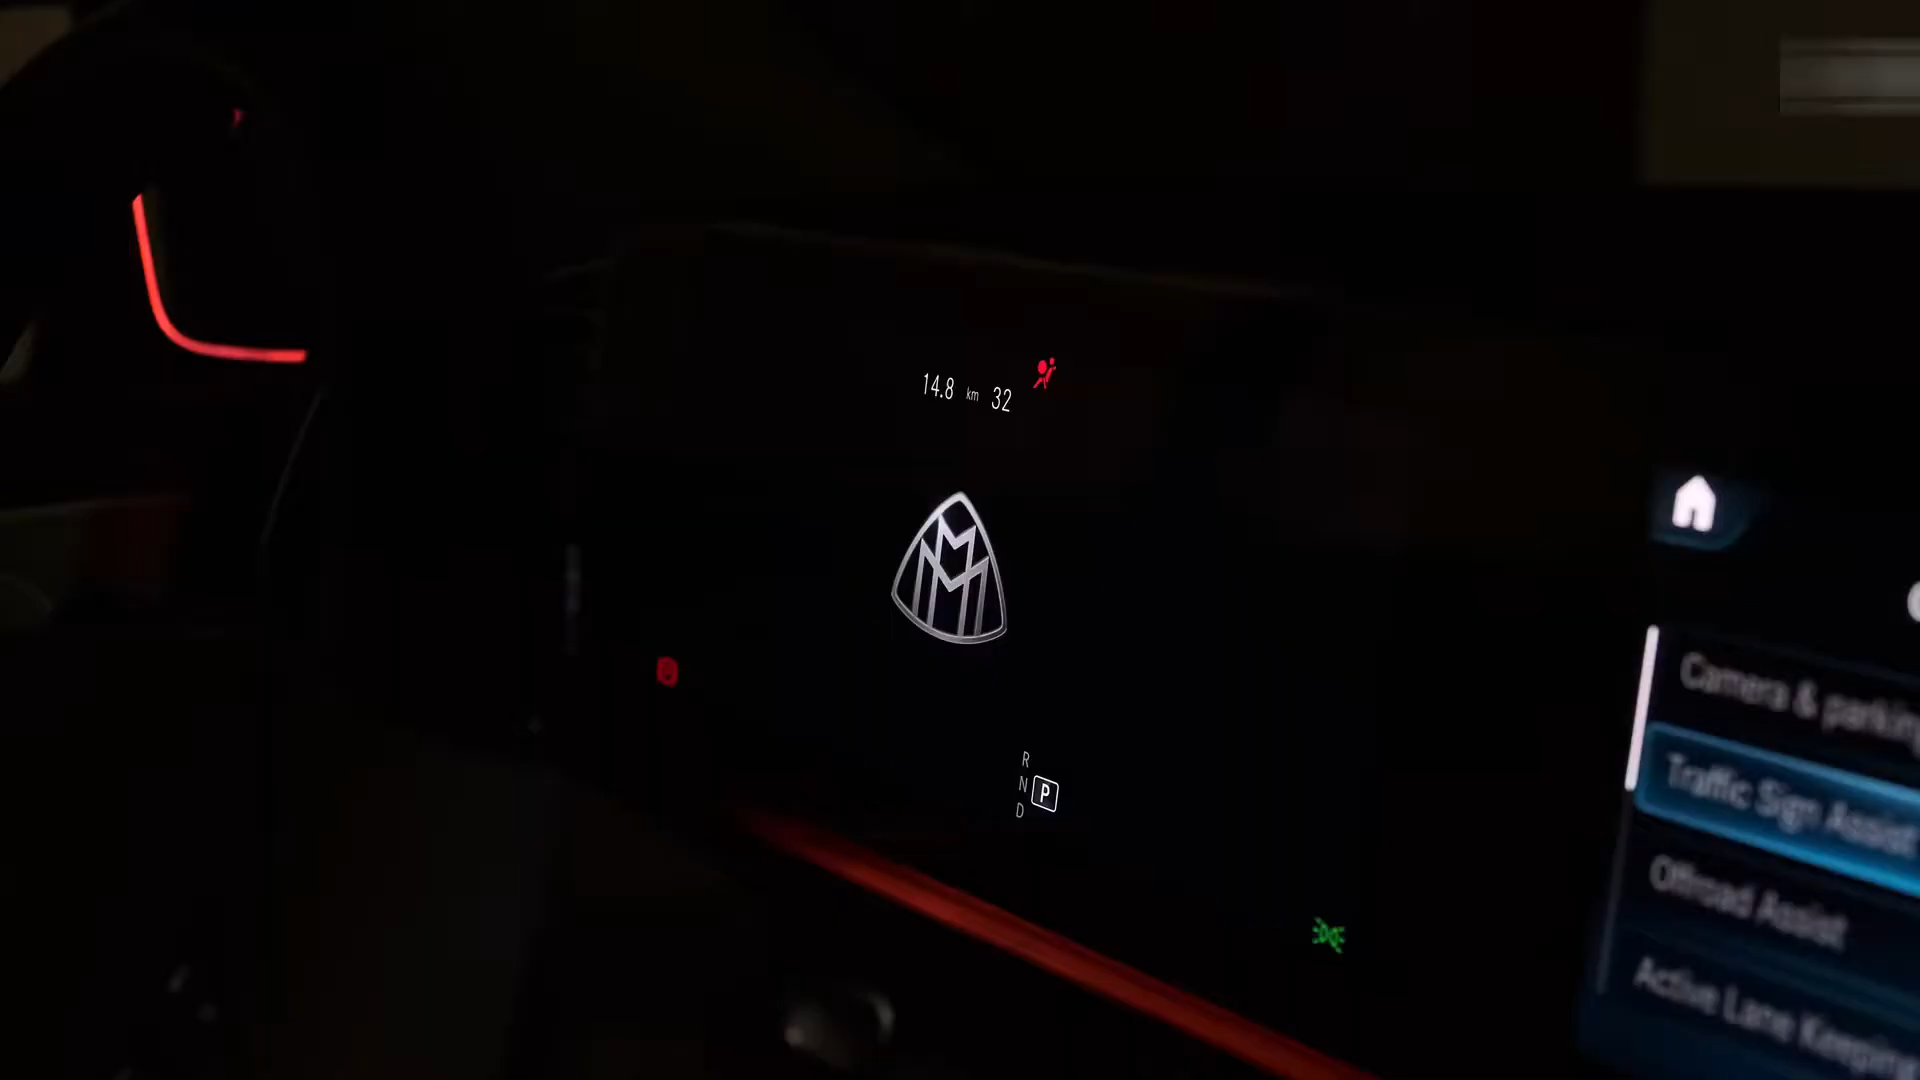 14.8 km 32
R
N
P
D
Camera & parking
Traffic Sign Assist
Offroad Assist
Active Lane Keeping